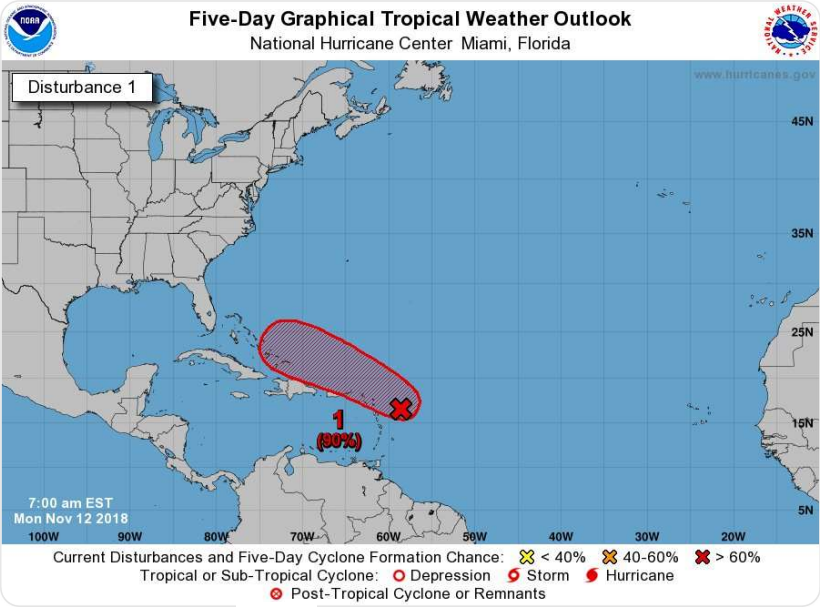 Five-Day Graphical Tropical Weather Outlook
National Hurricane Center Miami, Florida
NOAA
NATIONAL WEATHER SERVICE
www.hurricanes.gov
Disturbance 1
45N
35N
25N
15N
5N
1
(90%)
7:00 am EST
Mon Nov 12 2018
100W 90W 80W 70W 60W 50W 40W 30W 20W
Current Disturbances and Five-Day Cyclone Formation Chance: < 40% 40-60% > 60%
Tropical or Sub-Tropical Cyclone: Depression Storm Hurricane
Post-Tropical Cyclone or Remnants